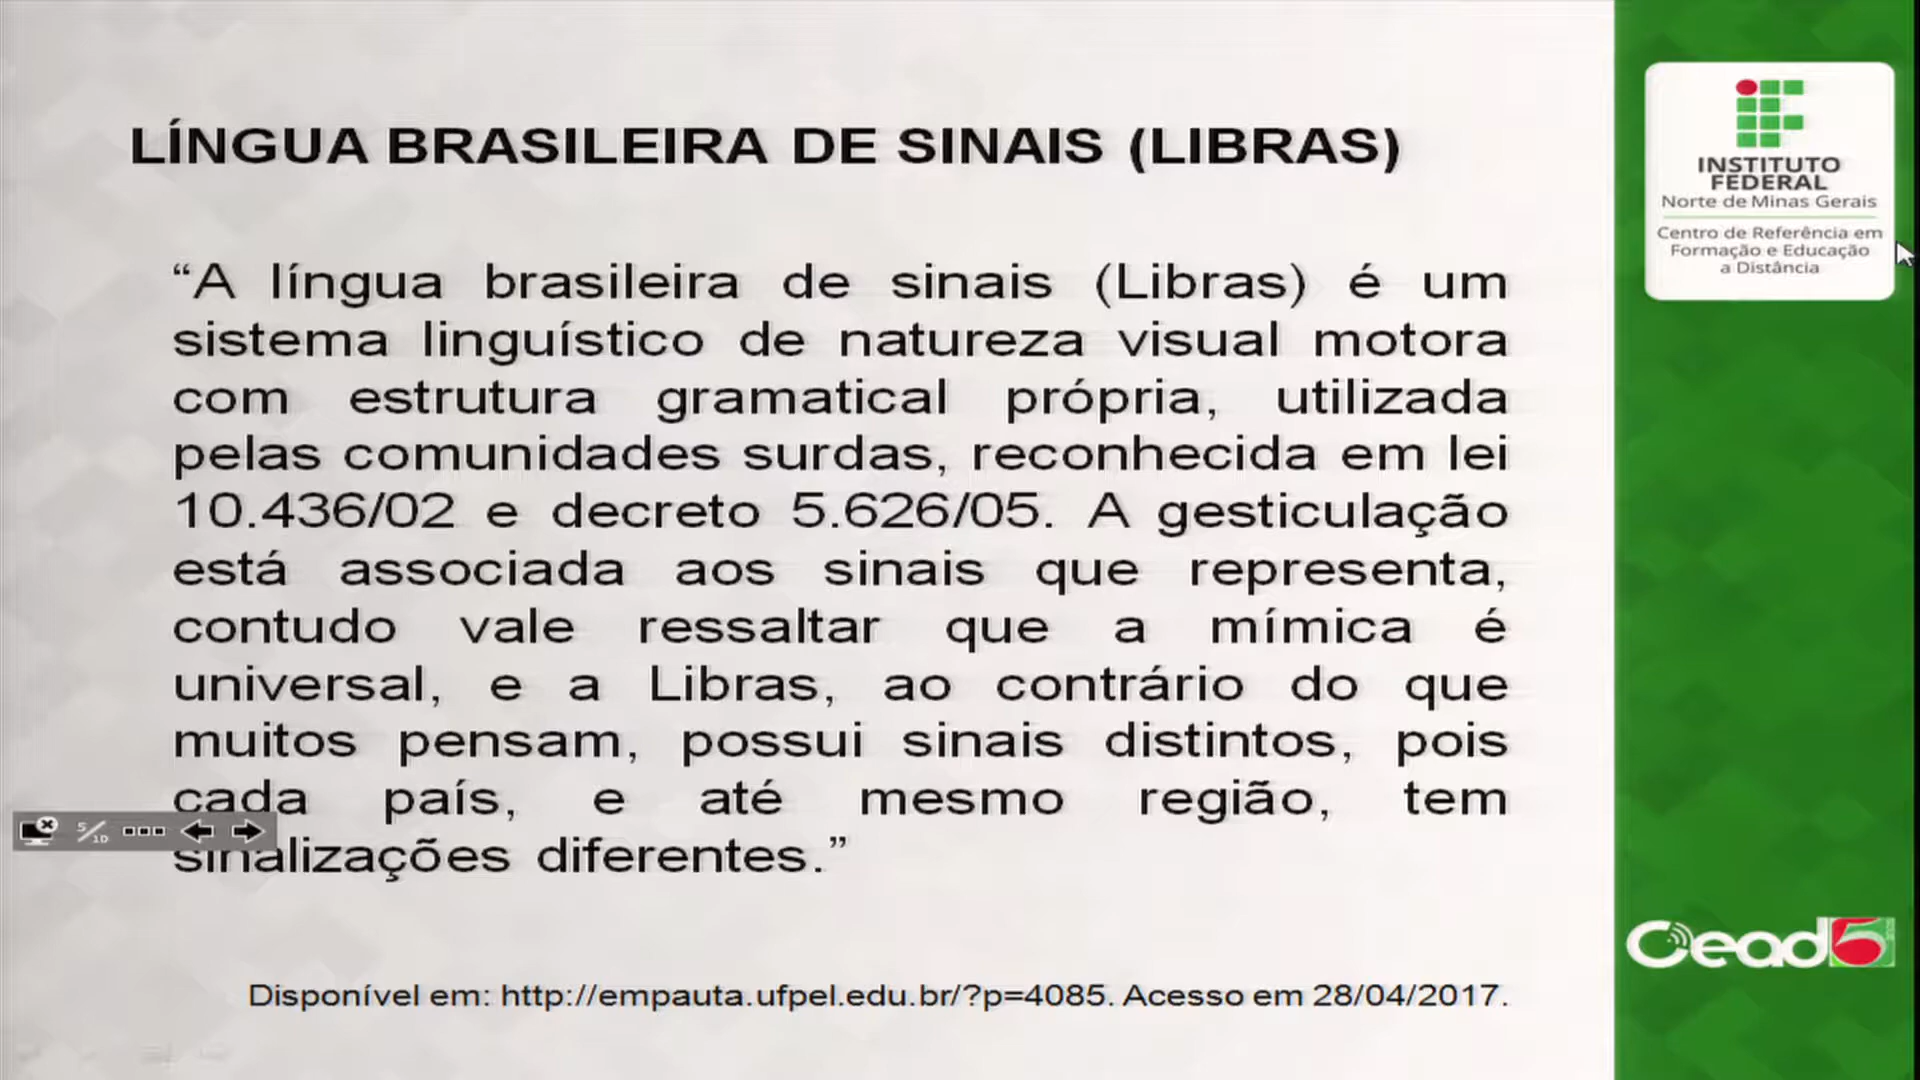 LÍNGUA BRASILEIRA DE SINAIS (LIBRAS)
“A língua brasileira de sinais (Libras) é um
sistema linguístico de natureza visual motora
com estrutura gramatical própria, utilizada
pelas comunidades surdas, reconhecida em lei
10.436/02 e decreto 5.626/05. A gesticulação
está associada aos sinais que representa,
contudo vale ressaltar que a mímica é
universal, e a Libras, ao contrário do que
muitos pensam, possui sinais distintos, pois
cada país, e até mesmo região, tem
sinalizações diferentes.”
Disponível em: http://empauta.ufpel.edu.br/?p=4085. Acesso em 28/04/2017.
5/10
INSTITUTO
FEDERAL
Norte de Minas Gerais
Centro de Referência em
Formação e Educação
a Distância
Cead5